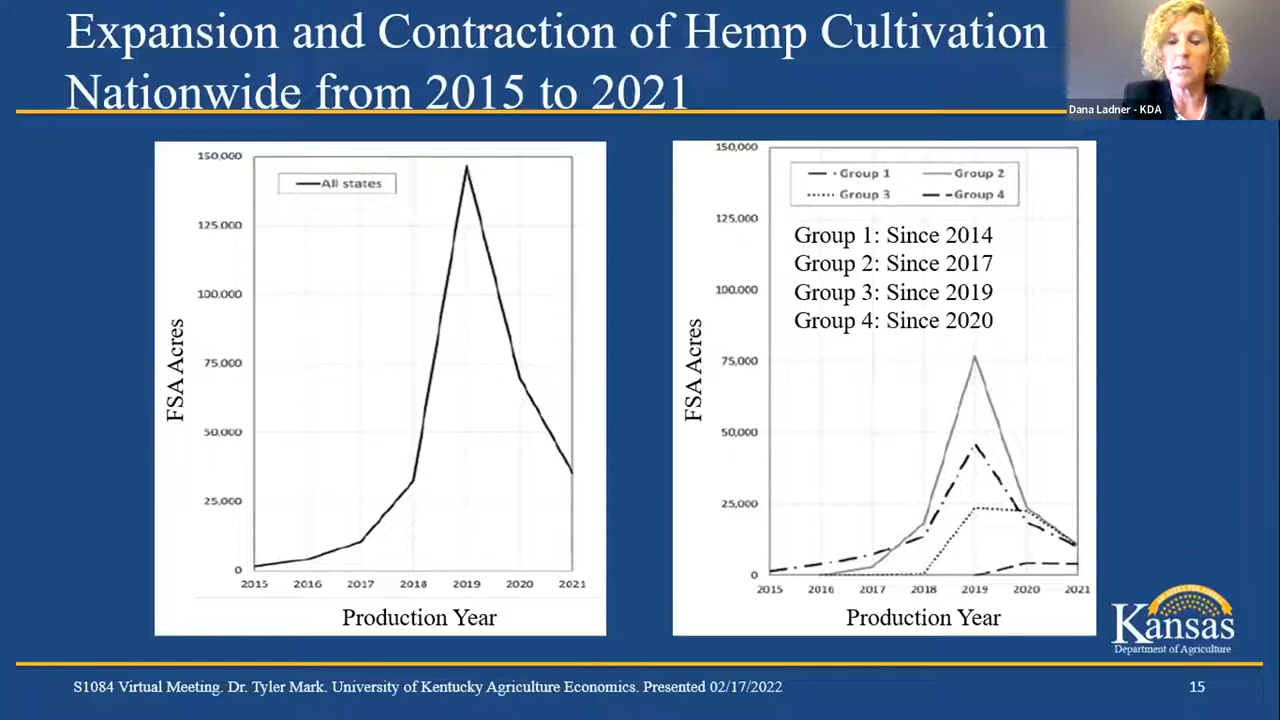 Expansion and Contraction of Hemp Cultivation
Nationwide from 2015 to 2021
Dana Ladner - KDA
150,000
125,000
100,000
75,000
50,000
25,000
0
All states
FSA Acres
2015 2016 2017 2018 2019 2020 2021
Production Year
150,000
125,000
100,000
75,000
50,000
25,000
0
Group 1 Group 2
Group 3 Group 4
Group 1: Since 2014
Group 2: Since 2017
Group 3: Since 2019
Group 4: Since 2020
FSA Acres
2015 2016 2017 2018 2019 2020 2021
Production Year
Kansas
Department of Agriculture
S1084 Virtual Meeting. Dr. Tyler Mark. University of Kentucky Agriculture Economics. Presented 02/17/2022
15